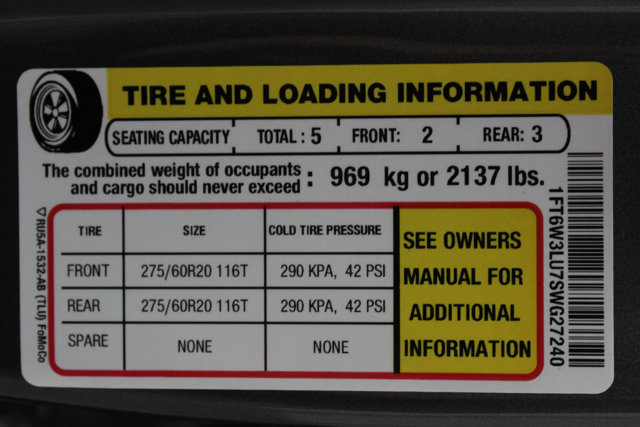 TIRE AND LOADING INFORMATION
SEATING CAPACITY TOTAL : 5 FRONT: 2 REAR: 3
The combined weight of occupants
and cargo should never exceed : 969 kg or 2137 lbs.
TIRE SIZE COLD TIRE PRESSURE
FRONT 275/60R20 116T 290 KPA, 42 PSI
REAR 275/60R20 116T 290 KPA, 42 PSI
SPARE NONE NONE
SEE OWNERS
MANUAL FOR
ADDITIONAL
INFORMATION
1FT6W3LU7SWG27240
RU5A-1532-AB (TLU) FoMoCo